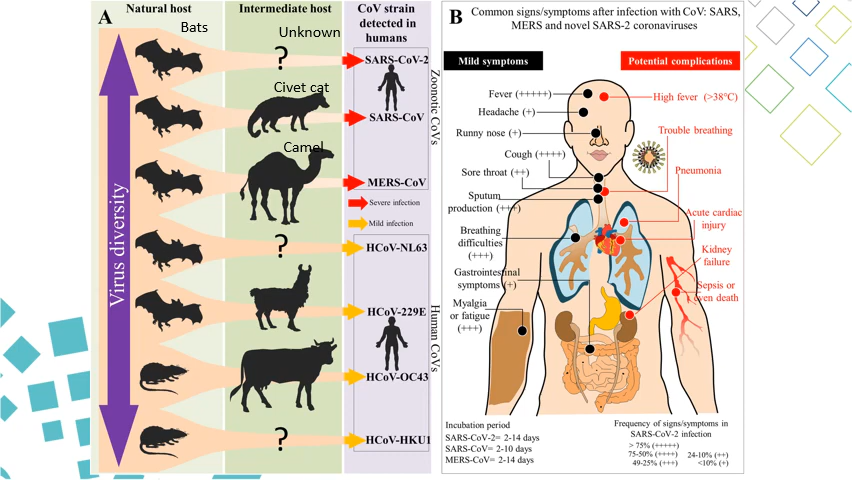 A
Natural host
Intermediate host
CoV strain
detected in
humans
Bats
Unknown
?
SARS-CoV-2
Civet cat
SARS-CoV
Camel
MERS-CoV
Zoonotic CoVs
Severe infection
Mild infection
?
HCoV-NL63
HCoV-229E
HCoV-OC43
?
HCoV-HKU1
Human CoVs
Virus diversity
B
Common signs/symptoms after infection with CoV: SARS,
MERS and novel SARS-2 coronaviruses
Mild symptoms
Potential complications
Fever (+++++)
High fever (>38°C)
Headache (+)
Runny nose (+)
Trouble breathing
Cough (++++)
Sore throat (++)
Pneumonia
Sputum
production (+++)
Acute cardiac
injury
Breathing
difficulties
(+++)
Kidney
failure
Gastrointestinal
symptoms (+)
Sepsis or
even death
Myalgia
or fatigue
(+++)
Incubation period
SARS-CoV-2= 2-14 days
SARS-CoV= 2-10 days
MERS-CoV= 2-14 days
Frequency of signs/symptoms in
SARS-CoV-2 infection
> 75% (+++++)
75-50% (++++) 24-10% (++)
49-25% (+++) <10% (+)